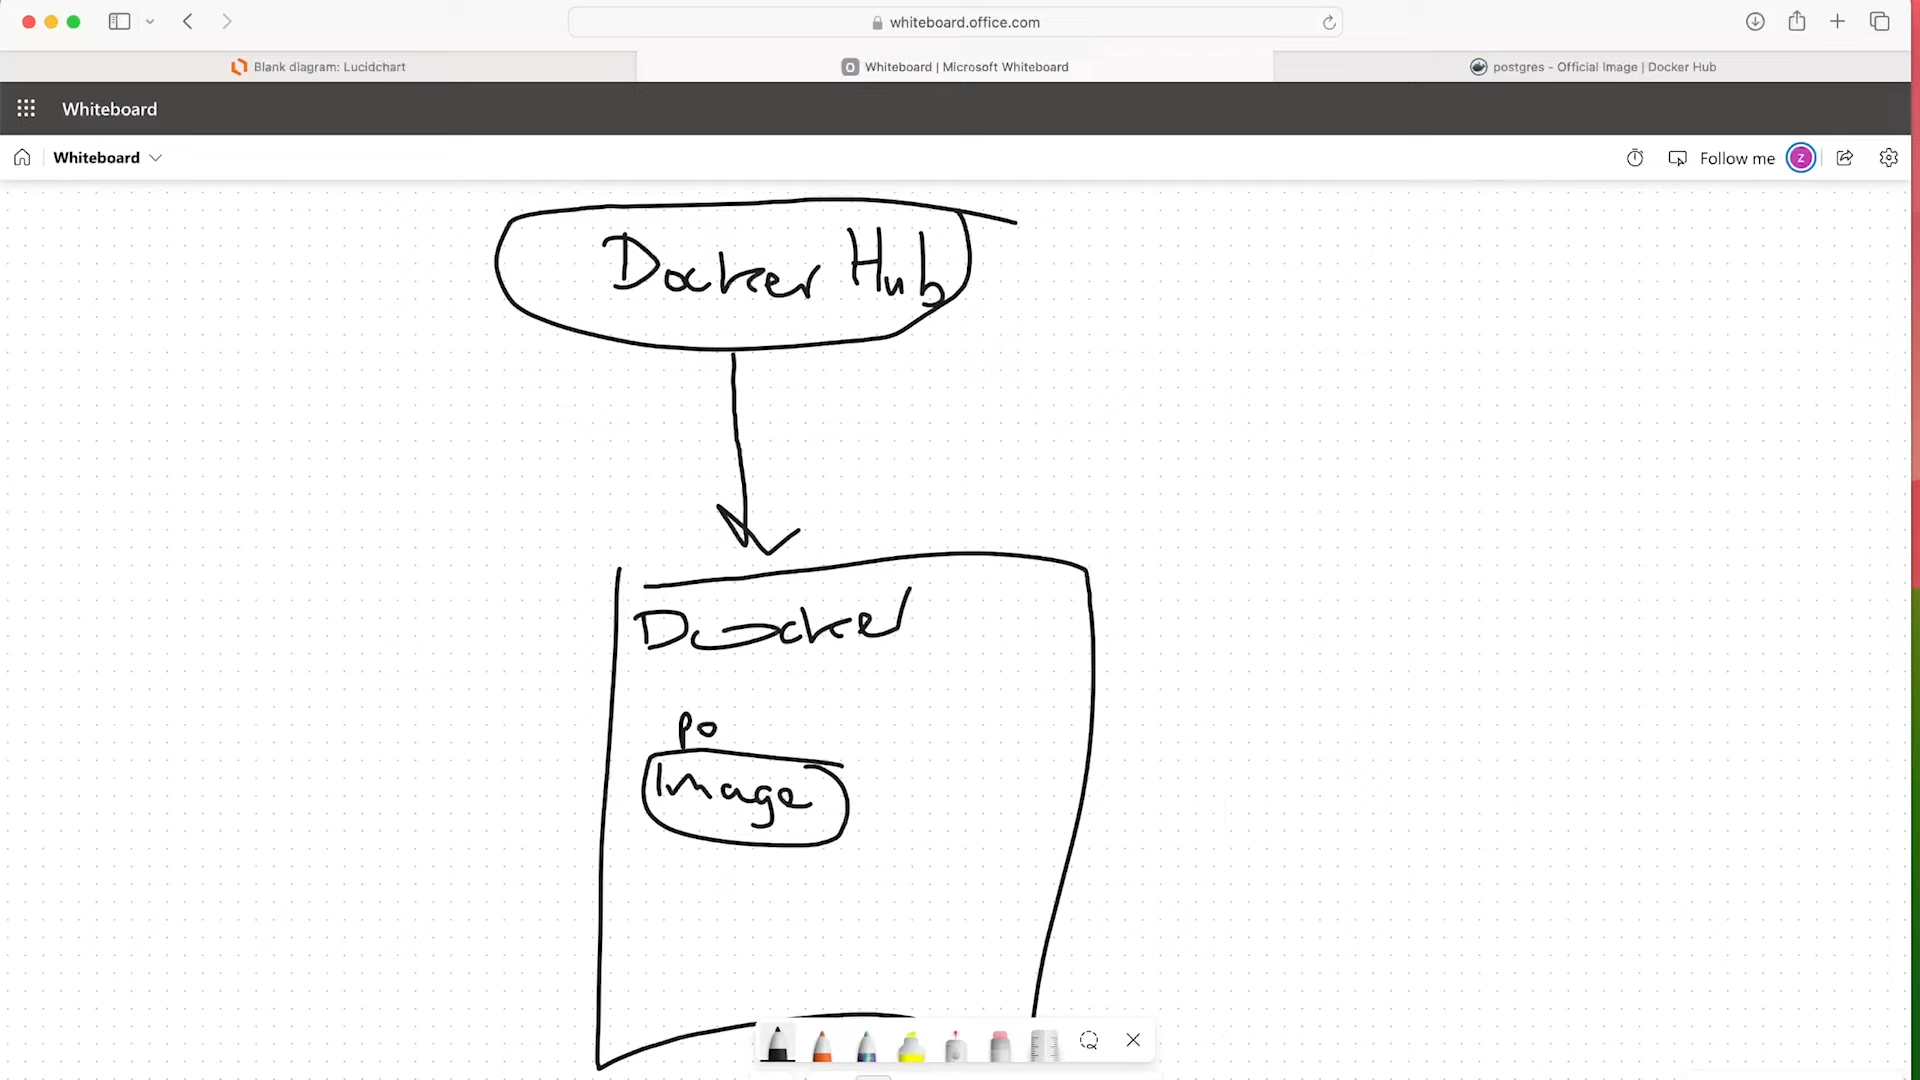 whiteboard.office.com
Blank diagram: Lucidchart
Whiteboard | Microsoft Whiteboard
postgres - Official Image | Docker Hub
Whiteboard
Whiteboard
Follow me
Z
Docker Hub
Docker
Po
Image